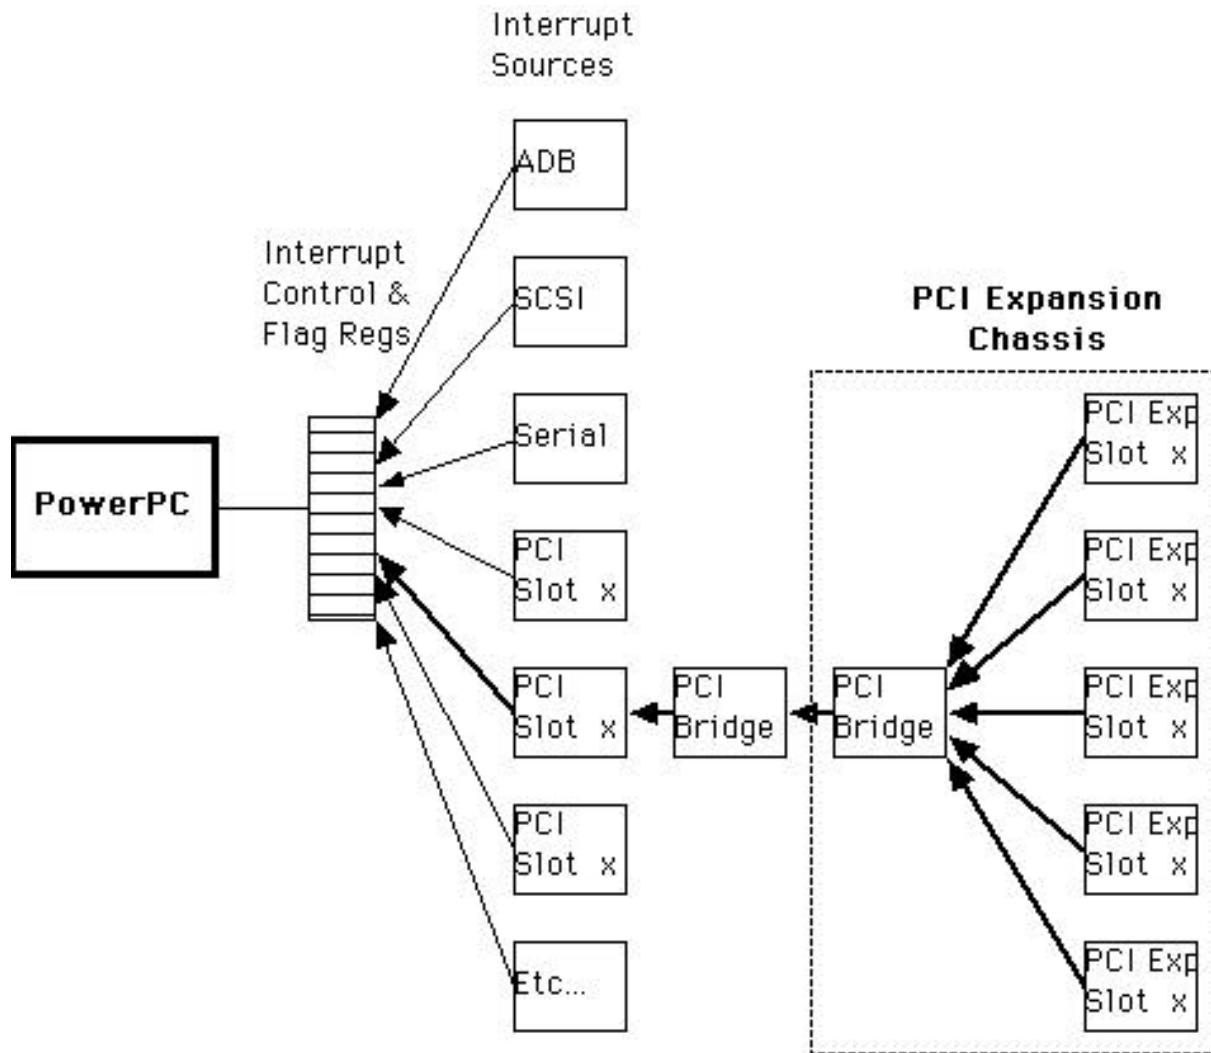 Interrupt
Sources
ADB
Interrupt
Control &
Flag Regs
SCSI
PCI Expansion
Chassis
Serial
PCI Exp
Slot x
PowerPC
PCI
Slot x
PCI Exp
Slot x
PCI
Slot x
PCI
Bridge
PCI
Bridge
PCI Exp
Slot x
PCI
Slot x
PCI Exp
Slot x
Etc...
PCI Exp
Slot x